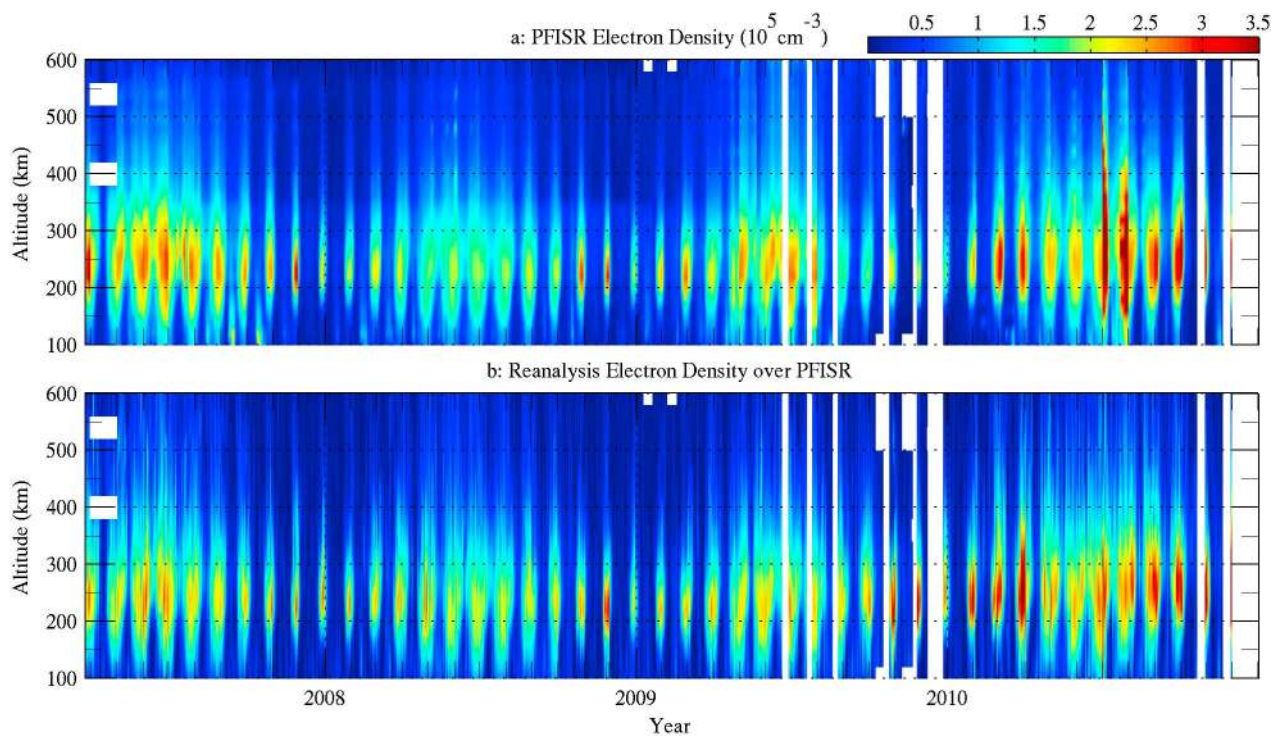 5 -3
a: PFISR Electron Density (10 cm )
0.5 1 1.5 2 2.5 3 3.5
600
500
400
300
200
100
Altitude (km)
b: Reanalysis Electron Density over PFISR
600
500
400
300
200
100
Altitude (km)
2008 2009 2010
Year